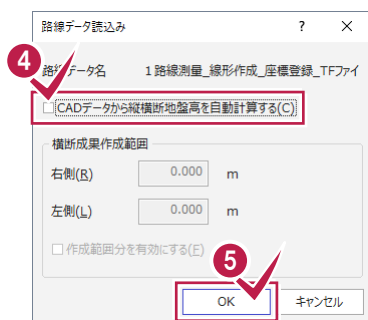 路線データ読込み ? ×
4
路線データ名 1路線測量_線形作成_座標登録_TFファイ
CADデータから縦横断地盤高を自動計算する(C)
横断成果作成範囲
右側(R) 0.000 m
左側(L) 0.000 m
作成範囲分を有効にする(F)
5
OK キャンセル